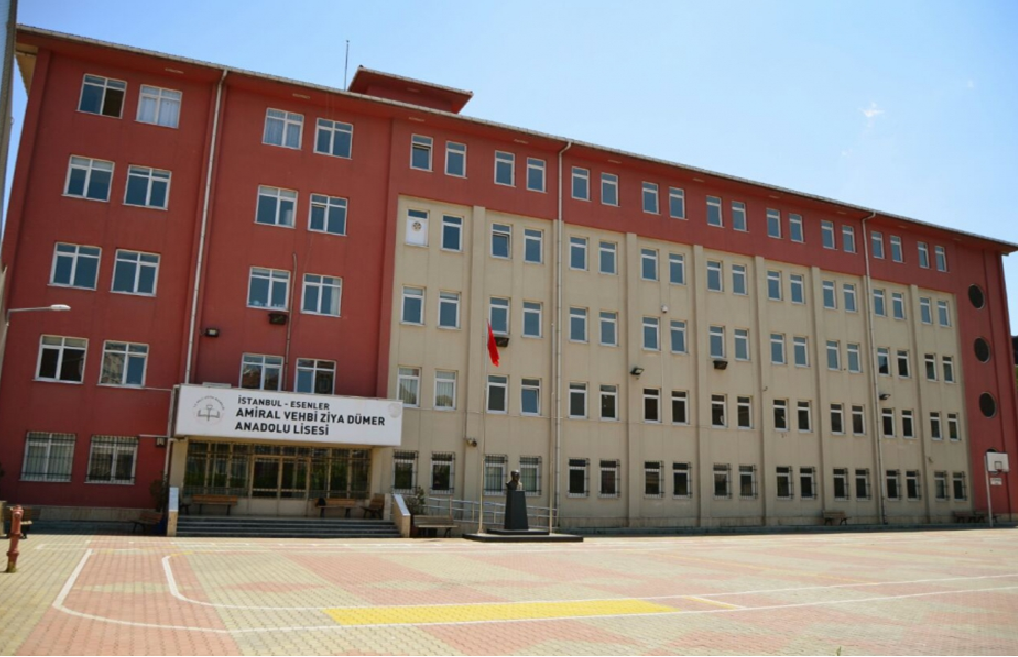 İSTANBUL - ESENLER
AMİRAL VEHBİ ZİYA DÜMER
ANADOLU LİSESİ